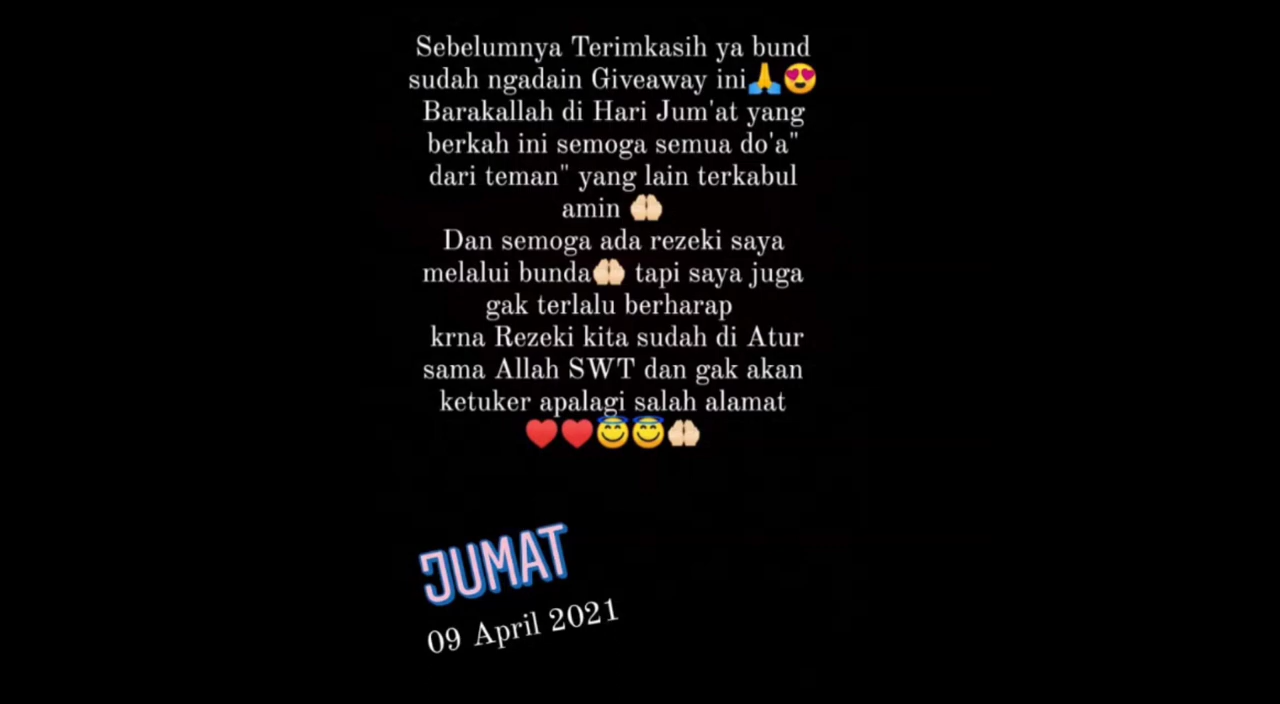 Sebelumnya Terimkasih ya bund
sudah ngadain Giveaway ini🙏😍
Barakallah di Hari Jum'at yang
berkah ini semoga semua do'a"
dari teman" yang lain terkabul
amin 🤲🏻
Dan semoga ada rezeki saya
melalui bunda🤲🏻 tapi saya juga
gak terlalu berharap
krna Rezeki kita sudah di Atur
sama Allah SWT dan gak akan
ketuker apalagi salah alamat
♥️♥️😇😇🤲🏻
JUMAT
09 April 2021